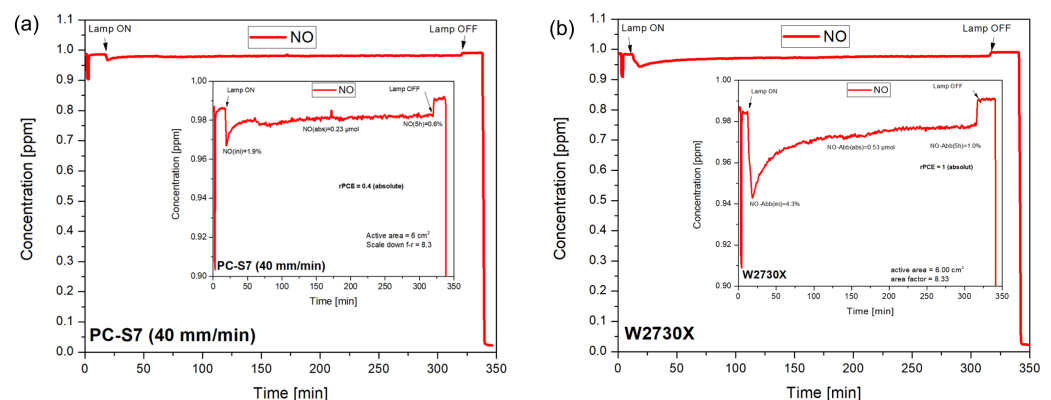 (a)
Lamp ON
NO
Lamp OFF
1.1
1.0
0.9
0.8
0.7
0.6
0.5
0.4
0.3
0.2
0.1
0.0
Concentration [ppm]
0 50 100 150 200 250 300 350
Time [min]
PC-S7 (40 mm/min)
1.00
0.98
0.96
0.94
0.92
0.90
Concentration [ppm]
Lamp ON
NO
Lamp OFF
NO(abs)=0.23 μmol
NO(5h)=0.6%
NO(ini)=1.9%
rPCE = 0.4 (absolute)
Active area = 6 cm²
Scale down f-r = 8.3
PC-S7 (40 mm/min)
0 50 100 150 200 250 300 350
Time [min]
(b)
Lamp ON
NO
Lamp OFF
1.1
1.0
0.9
0.8
0.7
0.6
0.5
0.4
0.3
0.2
0.1
0.0
Concentration [ppm]
0 50 100 150 200 250 300 350
Time [min]
W2730X
1.00
0.98
0.96
0.94
0.92
0.90
Concentration [ppm]
Lamp ON
NO
Lamp OFF
NO-Abb(abs)=0.53 μmol
NO-Abb(5h)=1.0%
rPCE = 1 (absolut)
NO-Abb(ini)=4.3%
active area = 6.00 cm²
area factor = 8.33
W2730X
0 50 100 150 200 250 300 350
Time [min]